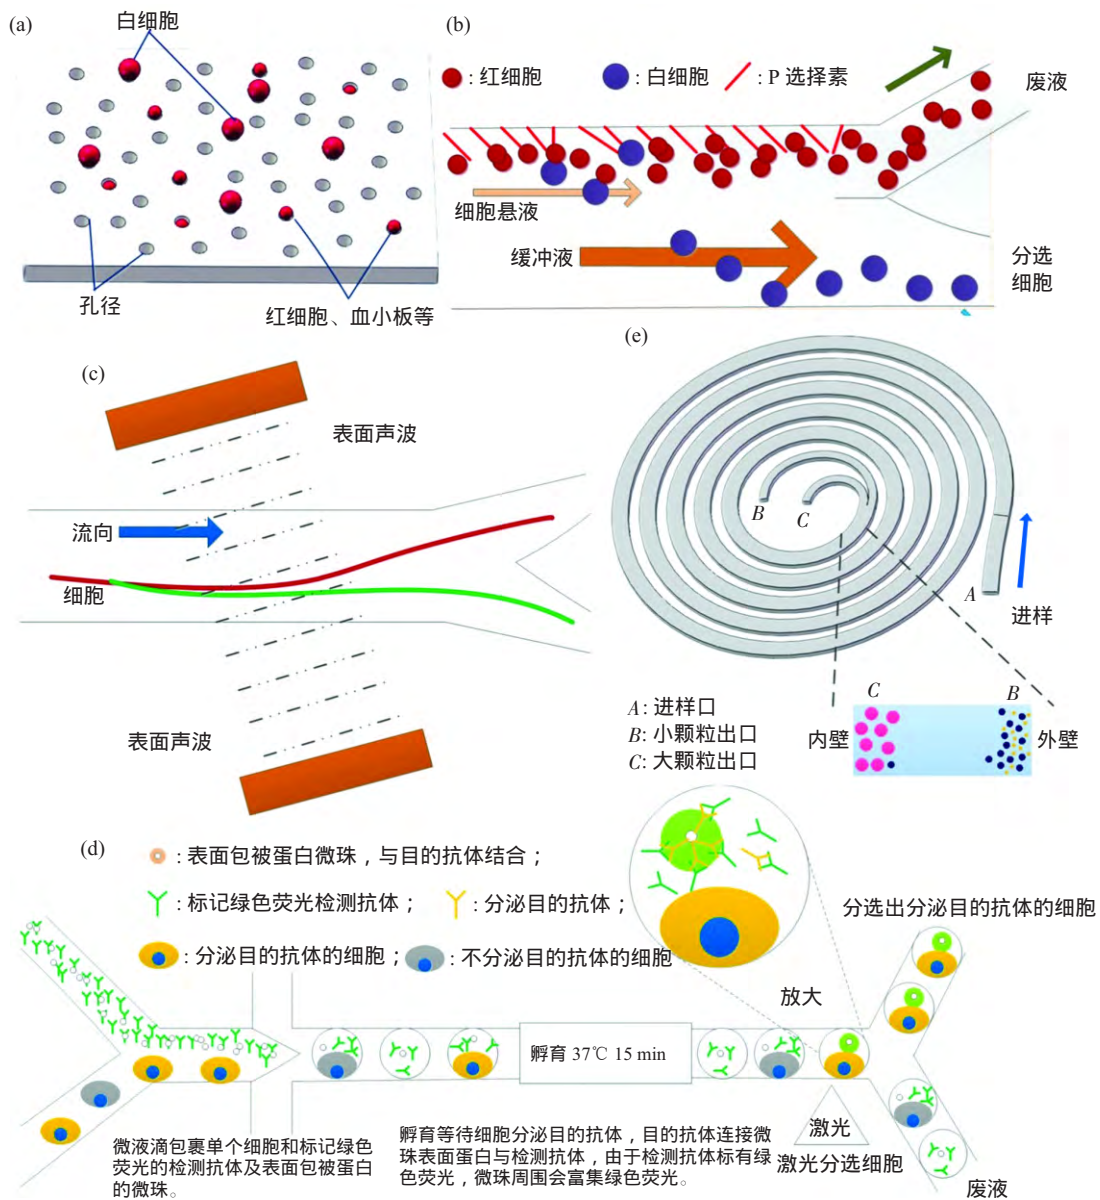 (a)
白细胞
孔径
红细胞、血小板等
(b)
: 红细胞
: 白细胞
: P 选择素
废液
细胞悬液
缓冲液
分选
细胞
(c)
表面声波
流向
细胞
表面声波
(e)
B
C
A
进样
A: 进样口
B: 小颗粒出口
C: 大颗粒出口
C
B
内壁
外壁
(d)
: 表面包被蛋白微珠，与目的抗体结合；
: 标记绿色荧光检测抗体；
: 分泌目的抗体；
: 分泌目的抗体的细胞；
: 不分泌目的抗体的细胞
分选出分泌目的抗体的细胞
放大
孵育 37℃ 15 min
微液滴包裹单个细胞和标记绿色
荧光的检测抗体及表面包被蛋白
的微珠。
孵育等待细胞分泌目的抗体，目的抗体连接微
珠表面蛋白与检测抗体，由于检测抗体标有绿
色荧光，微珠周围会富集绿色荧光。
激光
激光分选细胞
废液